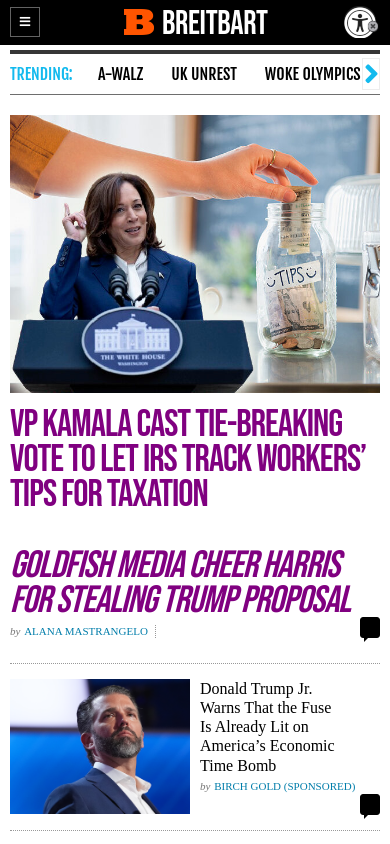 BREITBART
TRENDING: A-WALZ UK UNREST WOKE OLYMPICS
TIPS
THE WHITE HOUSE
WASHINGTON
VP KAMALA CAST TIE-BREAKING
VOTE TO LET IRS TRACK WORKERS’
TIPS FOR TAXATION
GOLDFISH MEDIA CHEER HARRIS
FOR STEALING TRUMP PROPOSAL
by ALANA MASTRANGELO
Donald Trump Jr.
Warns That the Fuse
Is Already Lit on
America’s Economic
Time Bomb
by BIRCH GOLD (SPONSORED)